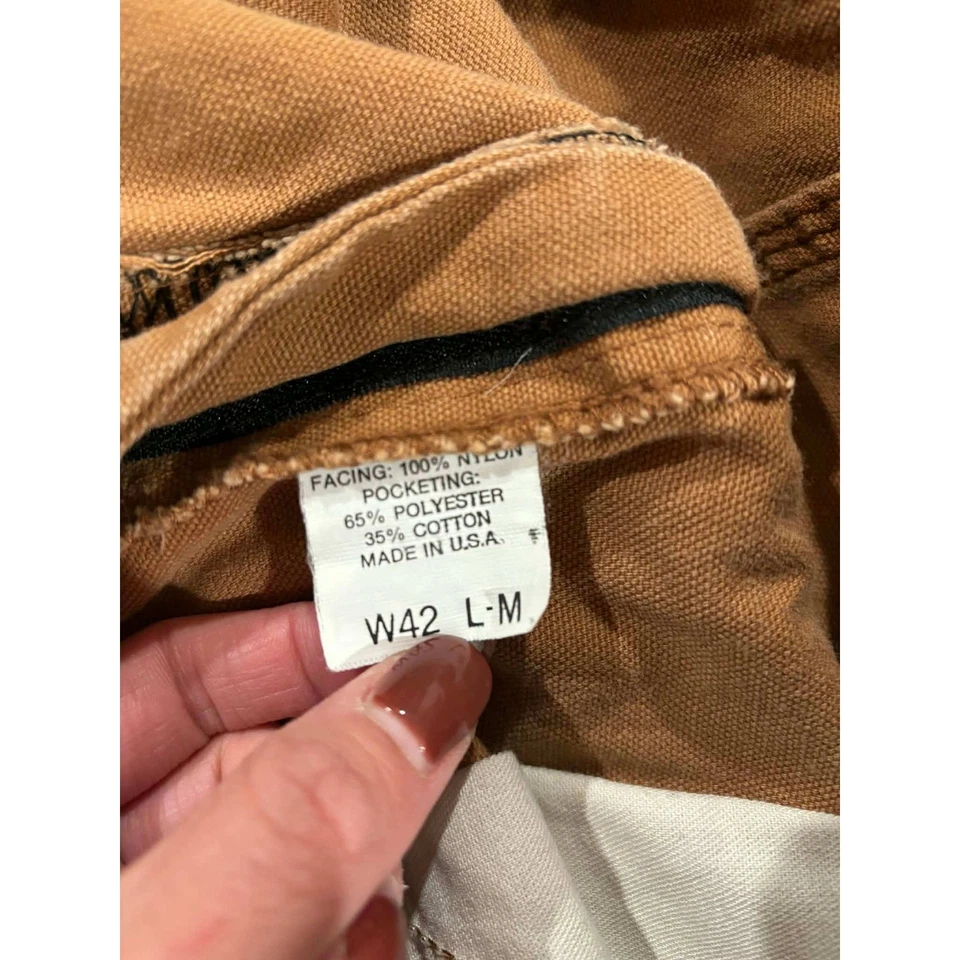 FACING: 100% NYLON
POCKETING:
65% POLYESTER
35% COTTON
MADE IN U.S.A.
W42 L-M